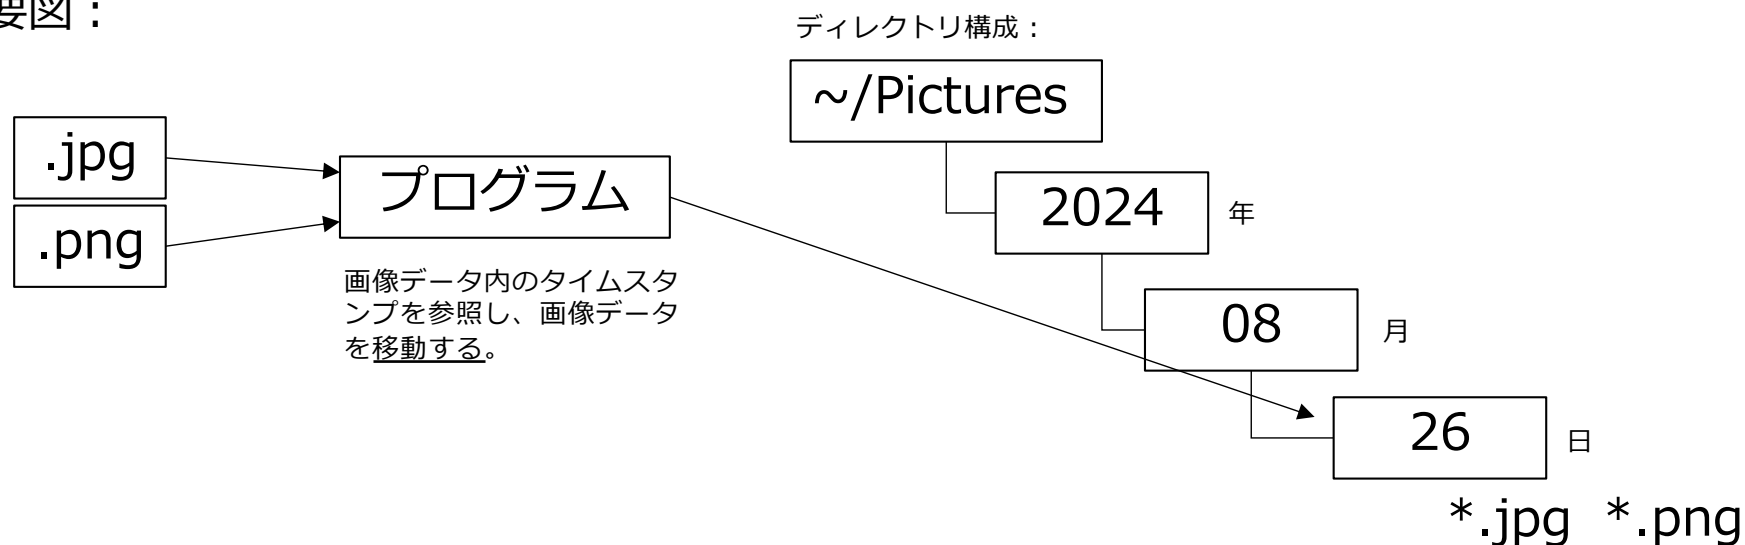 要図：
ディレクトリ構成：
~/Pictures
.jpg
.png
プログラム
画像データ内のタイムスタ
ンプを参照し、画像データ
を移動する。
2024 年
08 月
26 日
*.jpg *.png